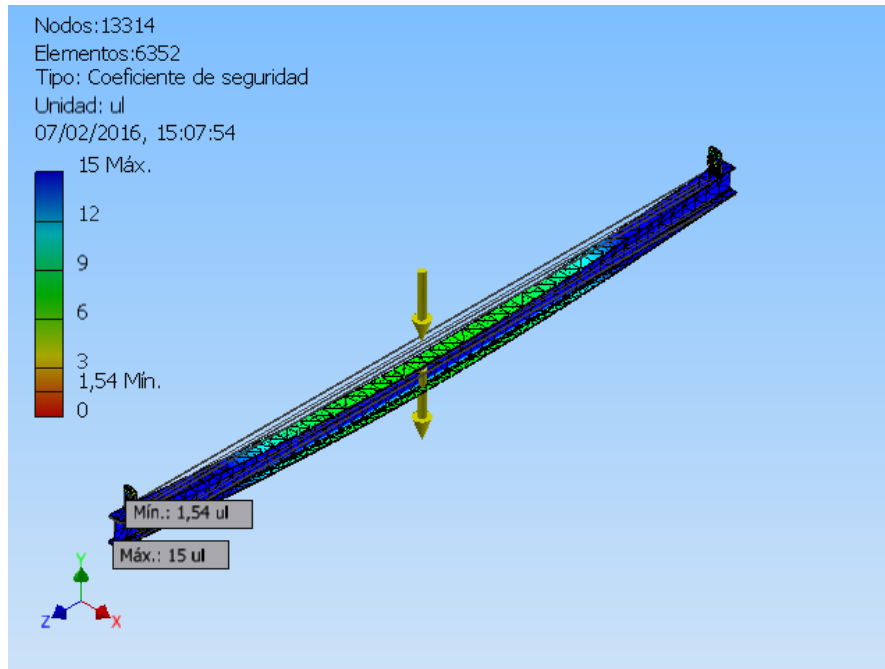 Nodos:13314
Elementos:6352
Tipo: Coeficiente de seguridad
Unidad: ul
07/02/2016, 15:07:54
15 Máx.
12
9
6
3
1,54 Mín.
0
Mín.: 1,54 ul
Máx.: 15 ul
Y
Z
X